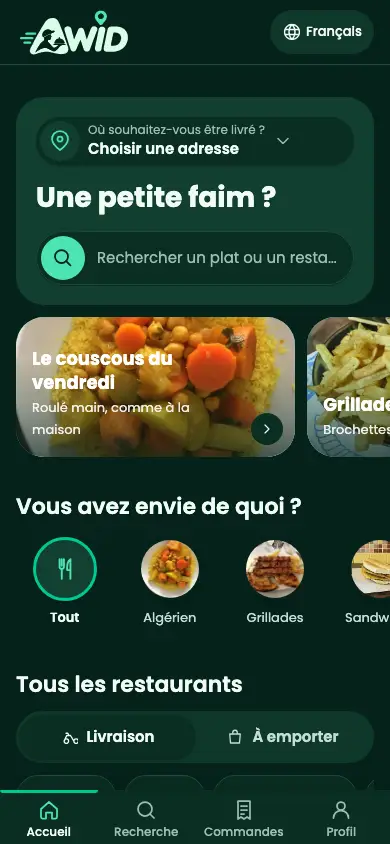 AWID
Français
Où souhaitez-vous être livré ?
Choisir une adresse
Une petite faim ?
Rechercher un plat ou un resta...
Le couscous du
vendredi
Roulé main, comme à la
maison
Grillade
Brochettes
Vous avez envie de quoi ?
Tout
Algérien
Grillades
Sandw
Tous les restaurants
Livraison
À emporter
Accueil
Recherche
Commandes
Profil